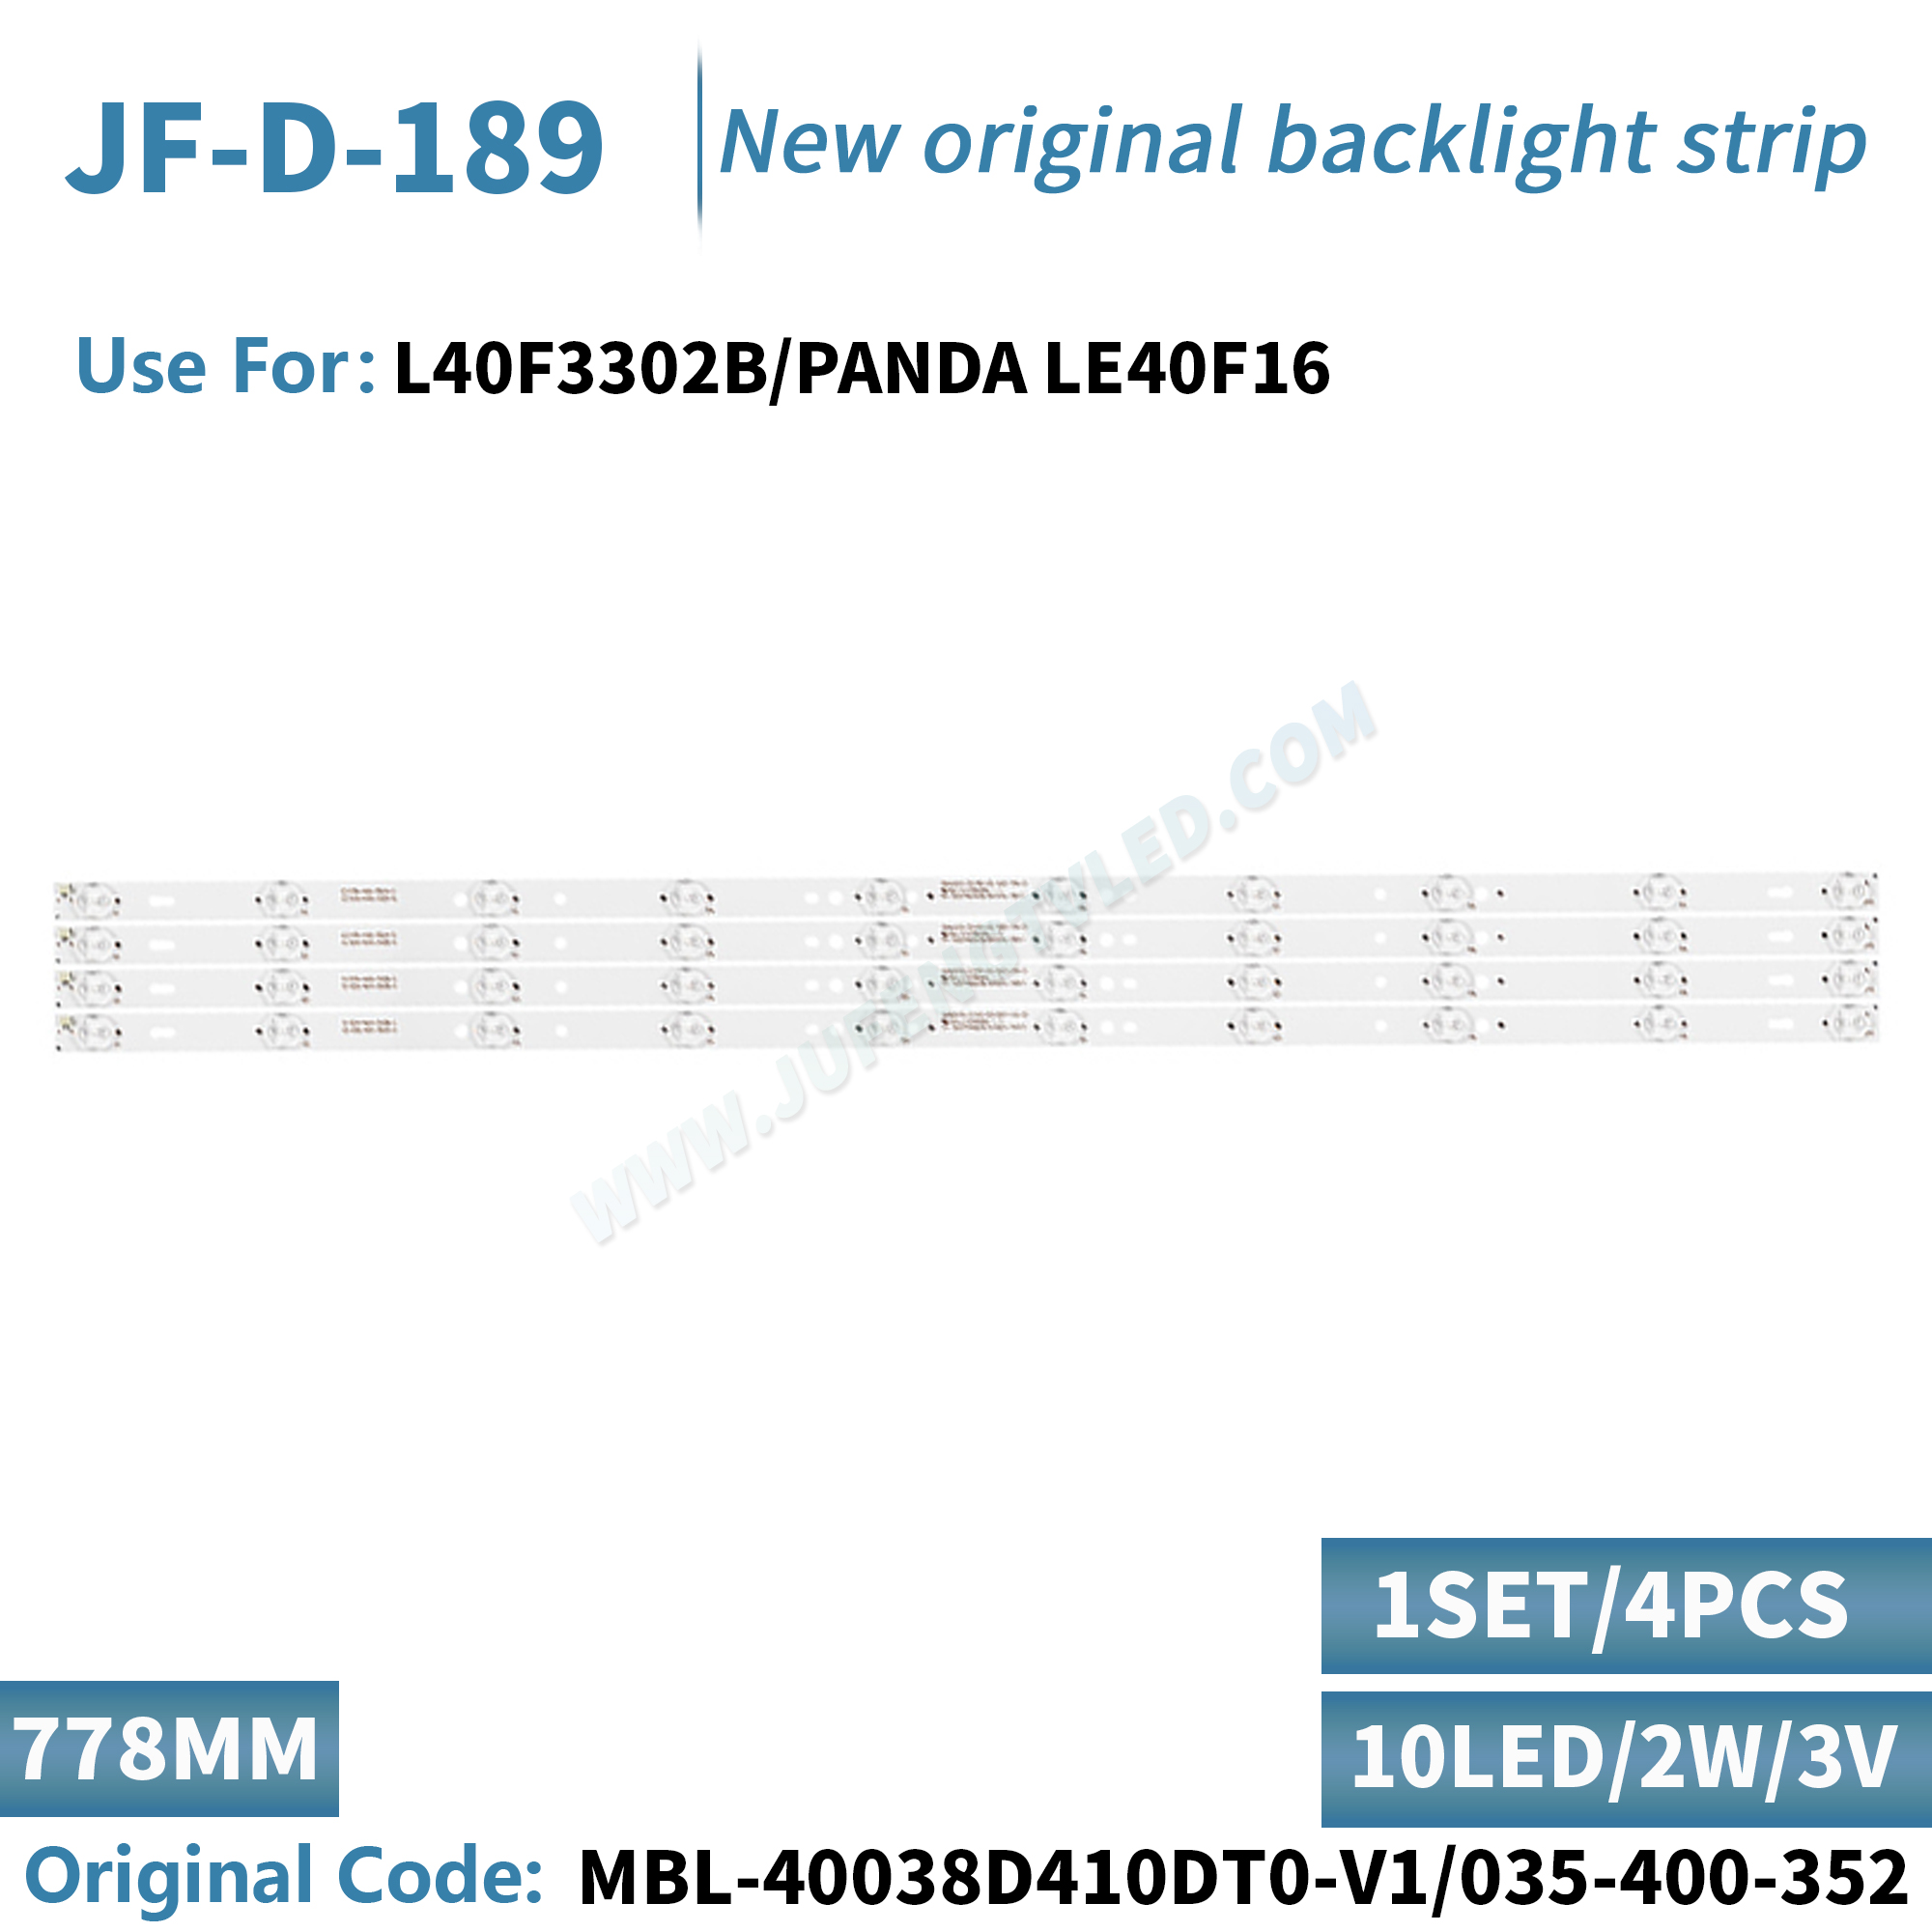 JF-D-189
New original backlight strip
Use For: L40F3302B/PANDA LE40F16
WWW.JUFENGTVLED.COM
1SET/4PCS
778MM
10LED/2W/3V
Original Code: MBL-40038D410DT0-V1/035-400-352